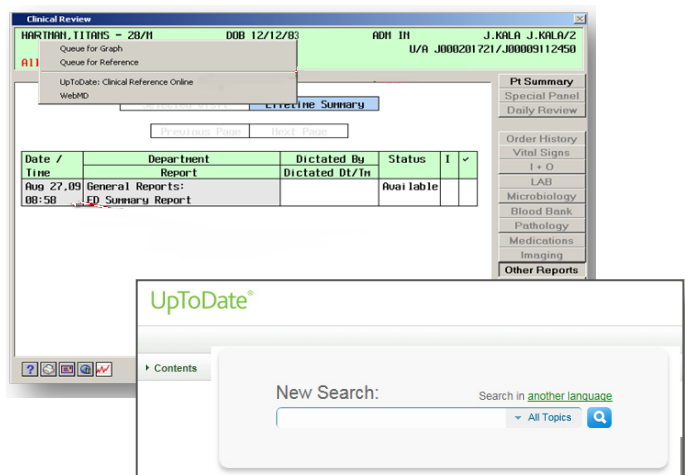 Clinical Review
HARTMAN,TITANS - 28/M DOB 12/12/83 ADM IN J.KALA J.KALA/2
U/A J000201721/J00009112450
All
Queue for Graph
Queue for Reference
UpToDate: Clinical Reference Online
WebMD
Selected Visit Lifetime Summary
Previous Page Next Page
Date / Department Dictated By Status I ✓
Time Report Dictated Dt/Tm
Aug 27,09 General Reports: Available
08:58 ED Summary Report
Pt Summary
Special Panel
Daily Review
Order History
Vital Signs
I + O
LAB
Microbiology
Blood Bank
Pathology
Medications
Imaging
Other Reports
UpToDate®
Contents
New Search:
Search in another language
All Topics